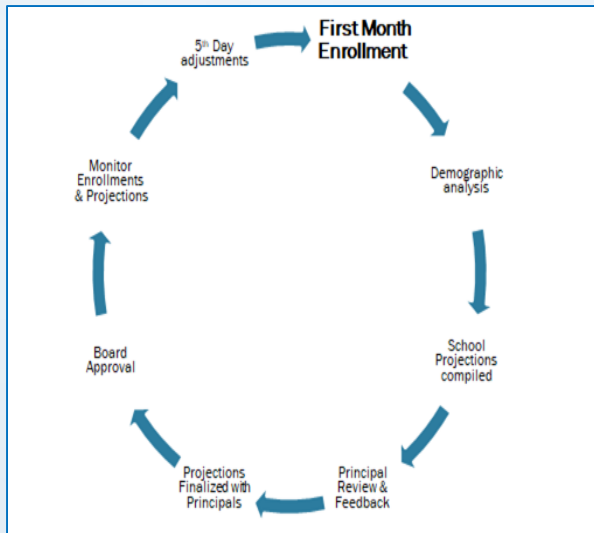 First Month
Enrollment
Demographic
analysis
School
Projections
compiled
Principal
Review &
Feedback
Projections
Finalized with
Principals
Board
Approval
Monitor
Enrollments
& Projections
5th Day
adjustments